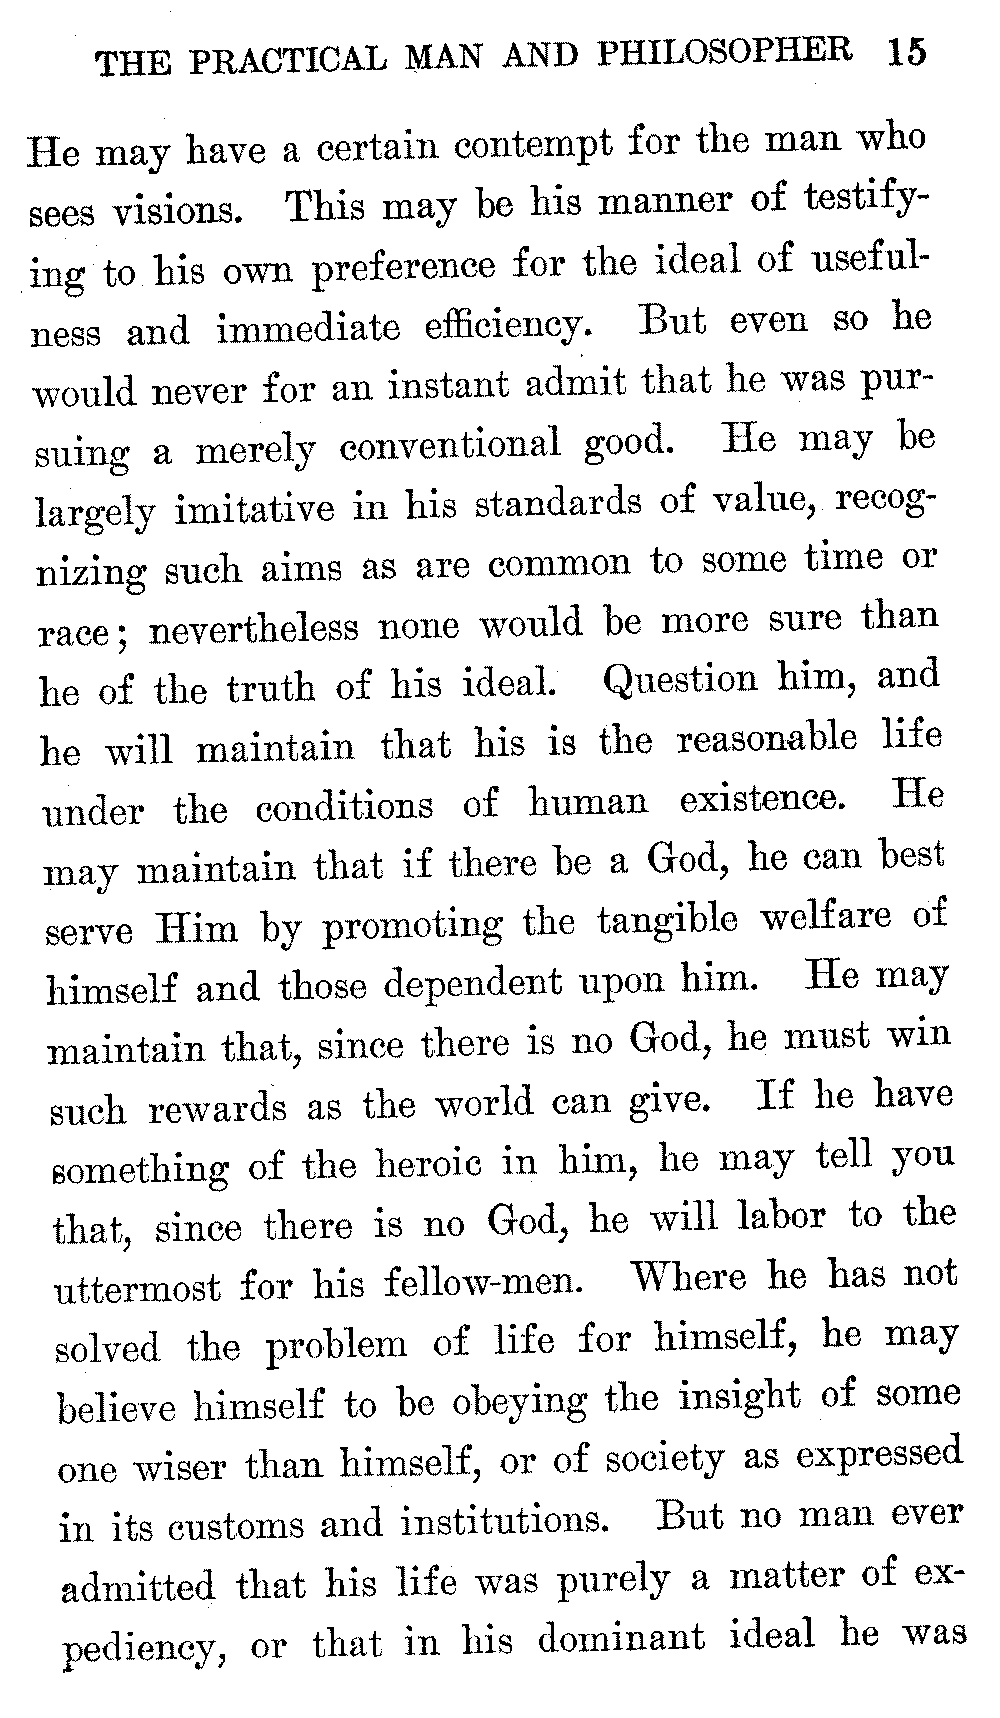 THE PRACTICAL MAN AND PHILOSOPHER 15
He may have a certain contempt for the man who
sees visions. This may be his manner of testify-
ing to his own preference for the ideal of useful-
ness and immediate efficiency. But even so he
would never for an instant admit that he was pur-
suing a merely conventional good. He may be
largely imitative in his standards of value, recog-
nizing such aims as are common to some time or
race; nevertheless none would be more sure than
he of the truth of his ideal. Question him, and
he will maintain that his is the reasonable life
under the conditions of human existence. He
may maintain that if there be a God, he can best
serve Him by promoting the tangible welfare of
himself and those dependent upon him. He may
maintain that, since there is no God, he must win
such rewards as the world can give. If he have
something of the heroic in him, he may tell you
that, since there is no God, he will labor to the
uttermost for his fellow-men. Where he has not
solved the problem of life for himself, he may
believe himself to be obeying the insight of some
one wiser than himself, or of society as expressed
in its customs and institutions. But no man ever
admitted that his life was purely a matter of ex-
pediency, or that in his dominant ideal he was